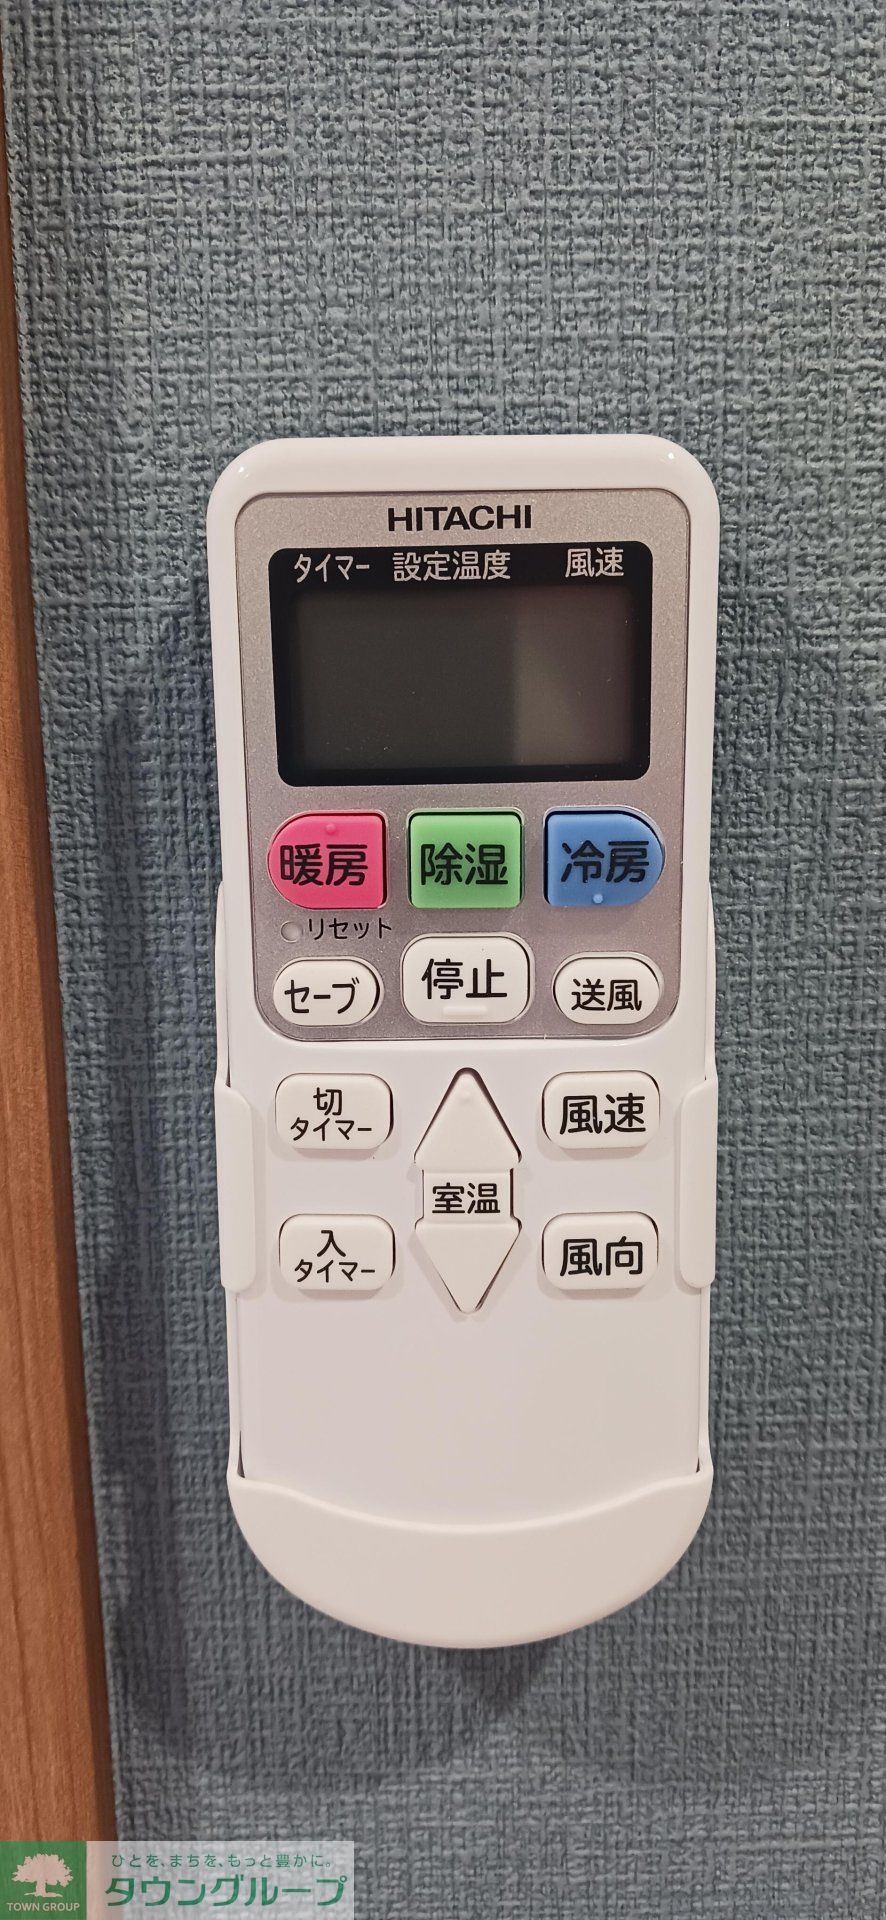 HITACHI
タイマー 設定温度 風速
暖房 除湿 冷房
リセット
セーブ 停止 送風
切
タイマー
風速
室温
入
タイマー
風向
ひとを、まちを、もっと豊かに。
タウングループ
TOWN GROUP